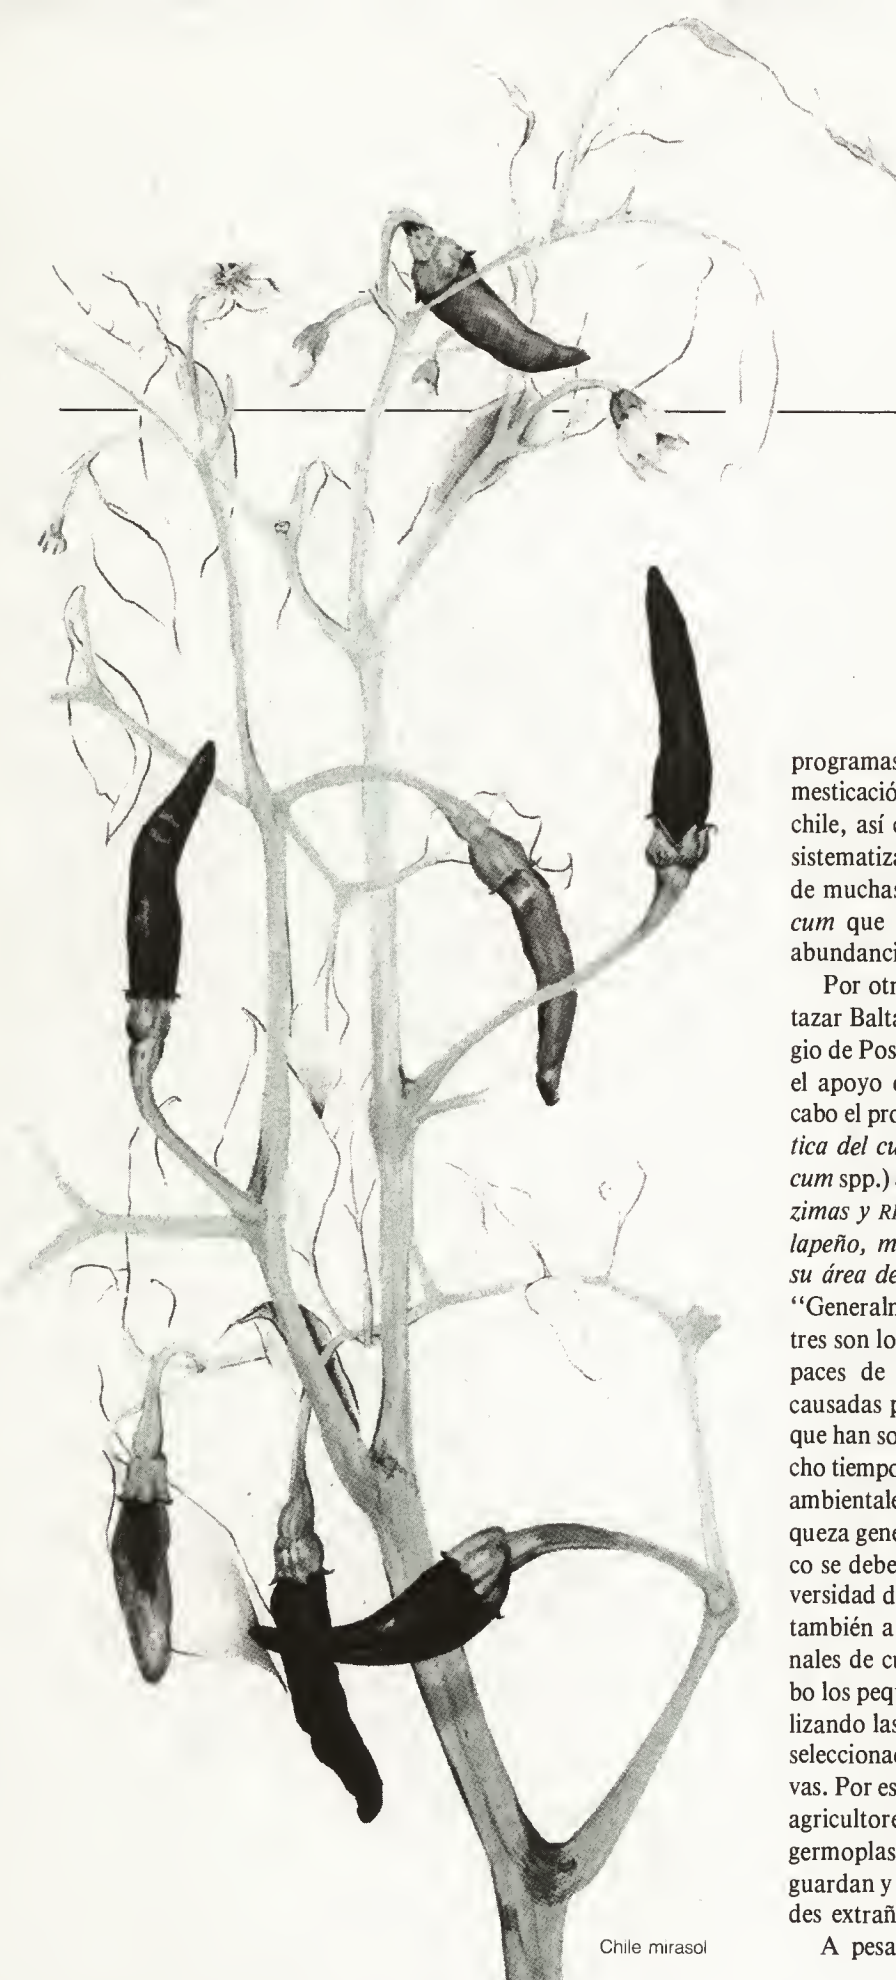 programas
mesticació
chile, así
sistematiza
de muchas
cum que
abundanci
Por otr
tazar Balta
gio de Pos
el apoyo
cabo el pro
tica del cu
cum spp.)
zimas y
lapeño, m
su área de
“Generalr
tres son lo
paces de
causadas p
que han so
cho tiempo
ambientale
queza gene
co se debe
versidad d
también a
nales de cu
bo los peq
lizando las
seleccionad
vas. Por es
agricultore
germoplas
guardan y
des extrañ
A pesa
Chile mirasol